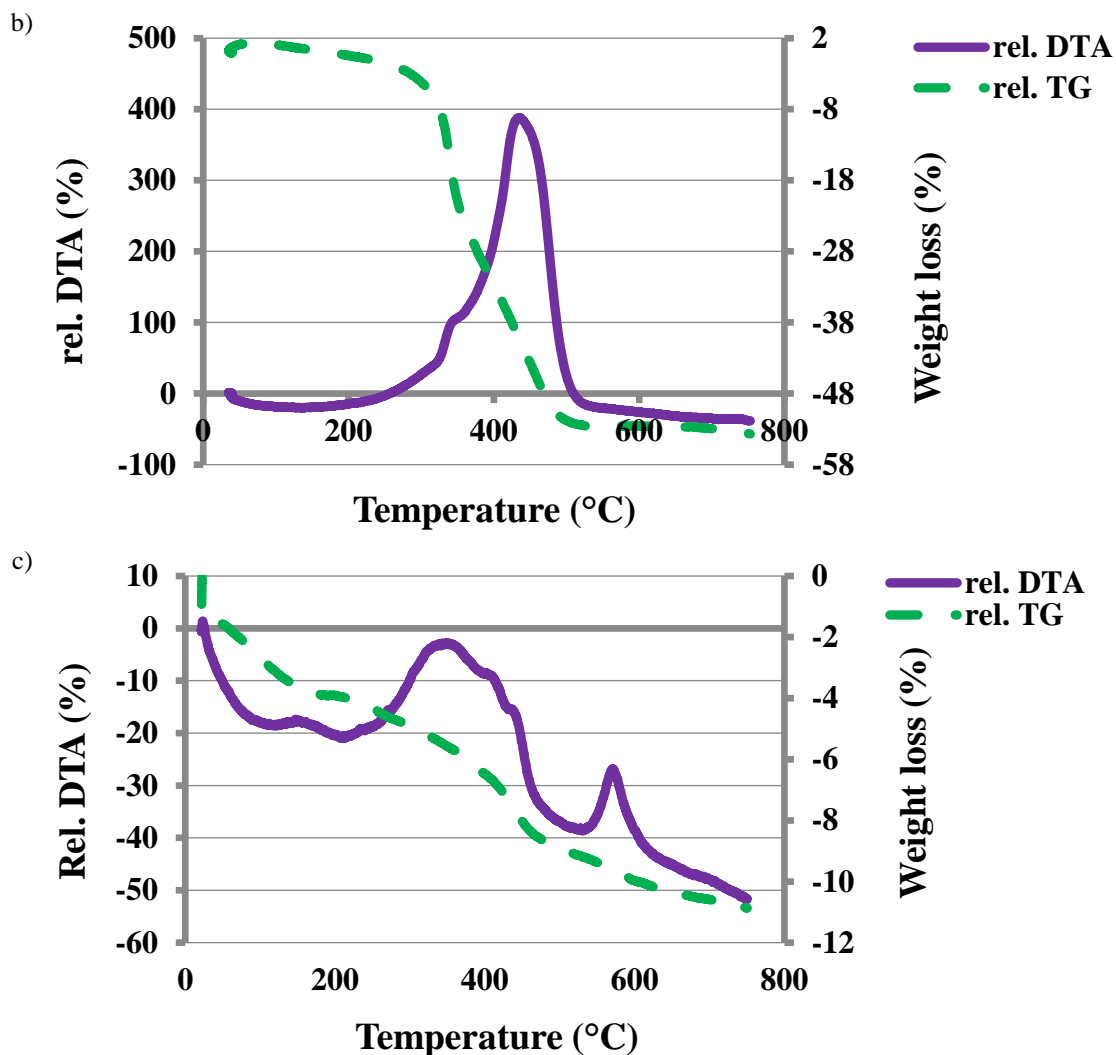 b)
500
400
300
200
100
0
-100
rel. DTA (%)
2
-8
-18
-28
-38
-48
-58
Weight loss (%)
0 200 400 600 800
Temperature (°C)
rel. DTA
rel. TG
c)
10
0
-10
-20
-30
-40
-50
-60
Rel. DTA (%)
0
-2
-4
-6
-8
-10
-12
Weight loss (%)
0 200 400 600 800
Temperature (°C)
rel. DTA
rel. TG